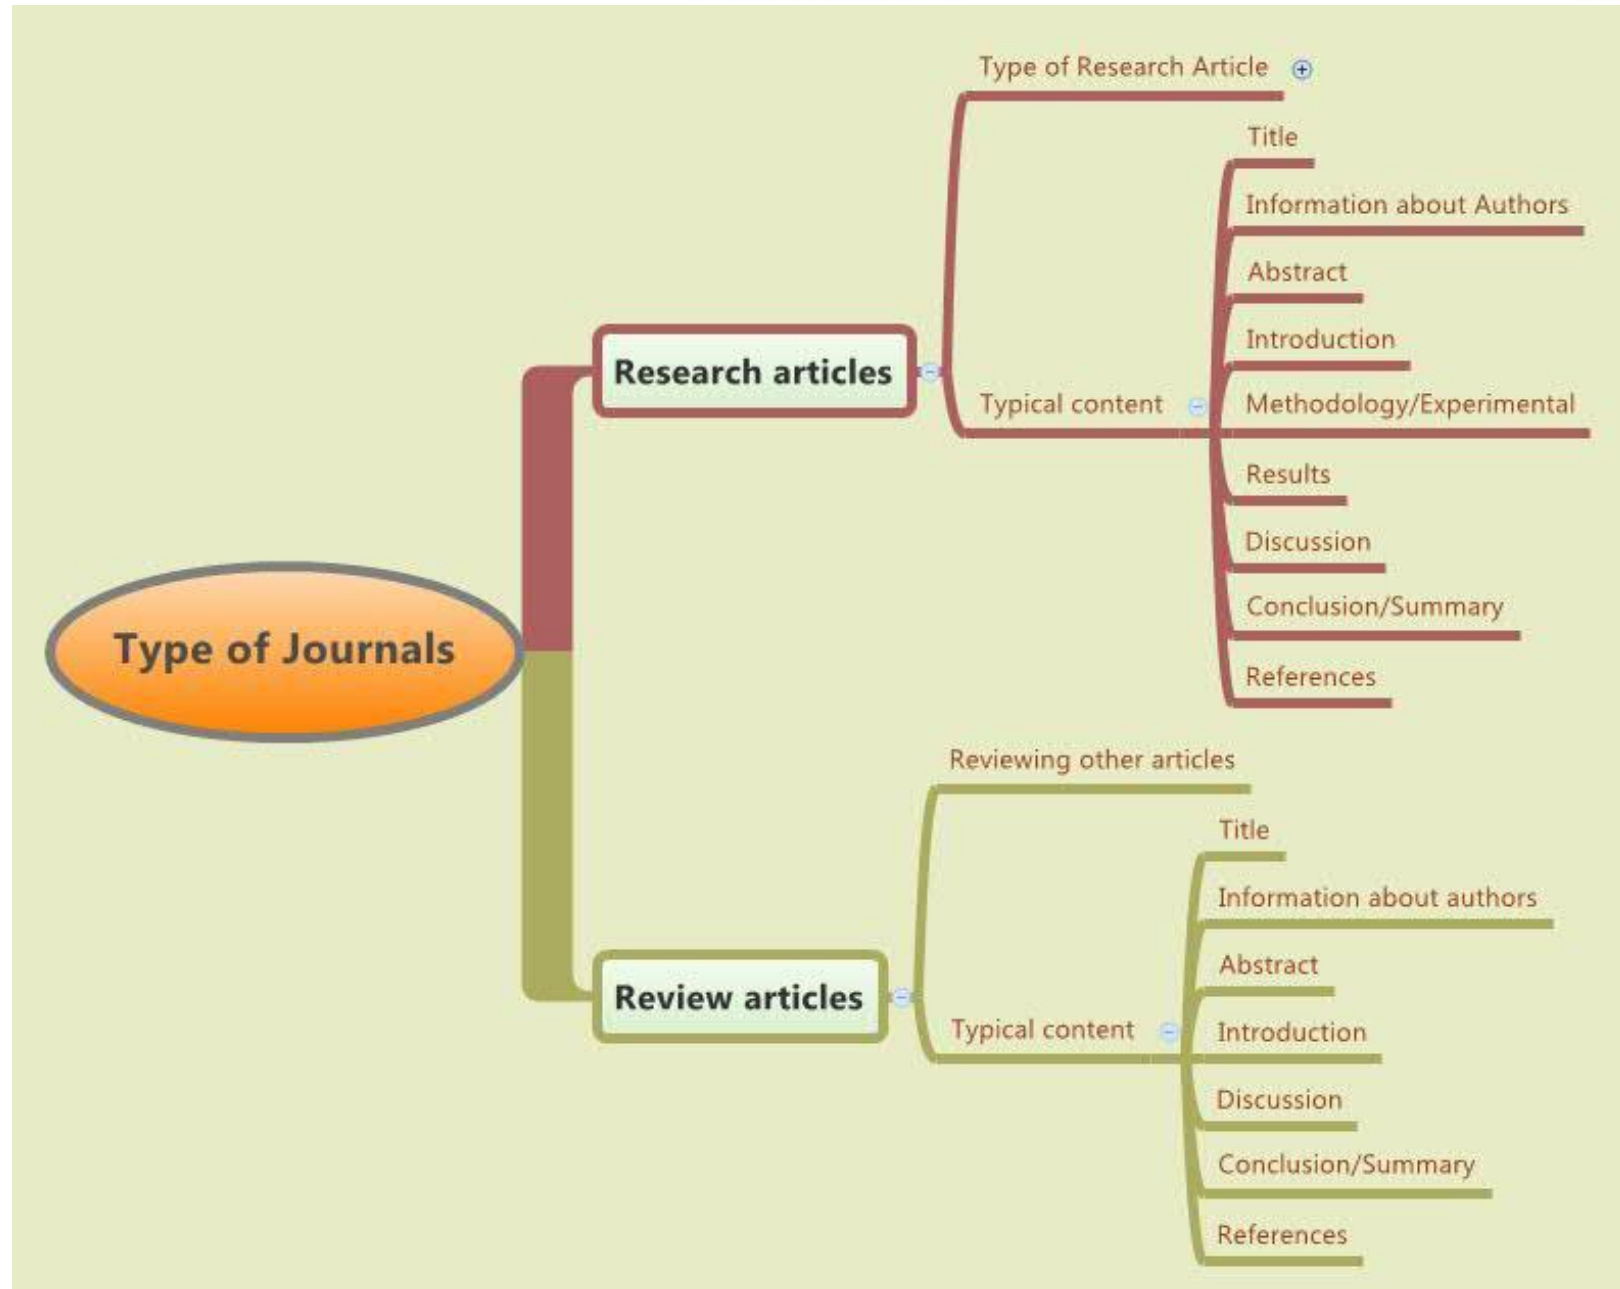 Type of Journals
Research articles
Type of Research Article
Typical content
Title
Information about Authors
Abstract
Introduction
Methodology/Experimental
Results
Discussion
Conclusion/Summary
References
Review articles
Reviewing other articles
Typical content
Title
Information about authors
Abstract
Introduction
Discussion
Conclusion/Summary
References